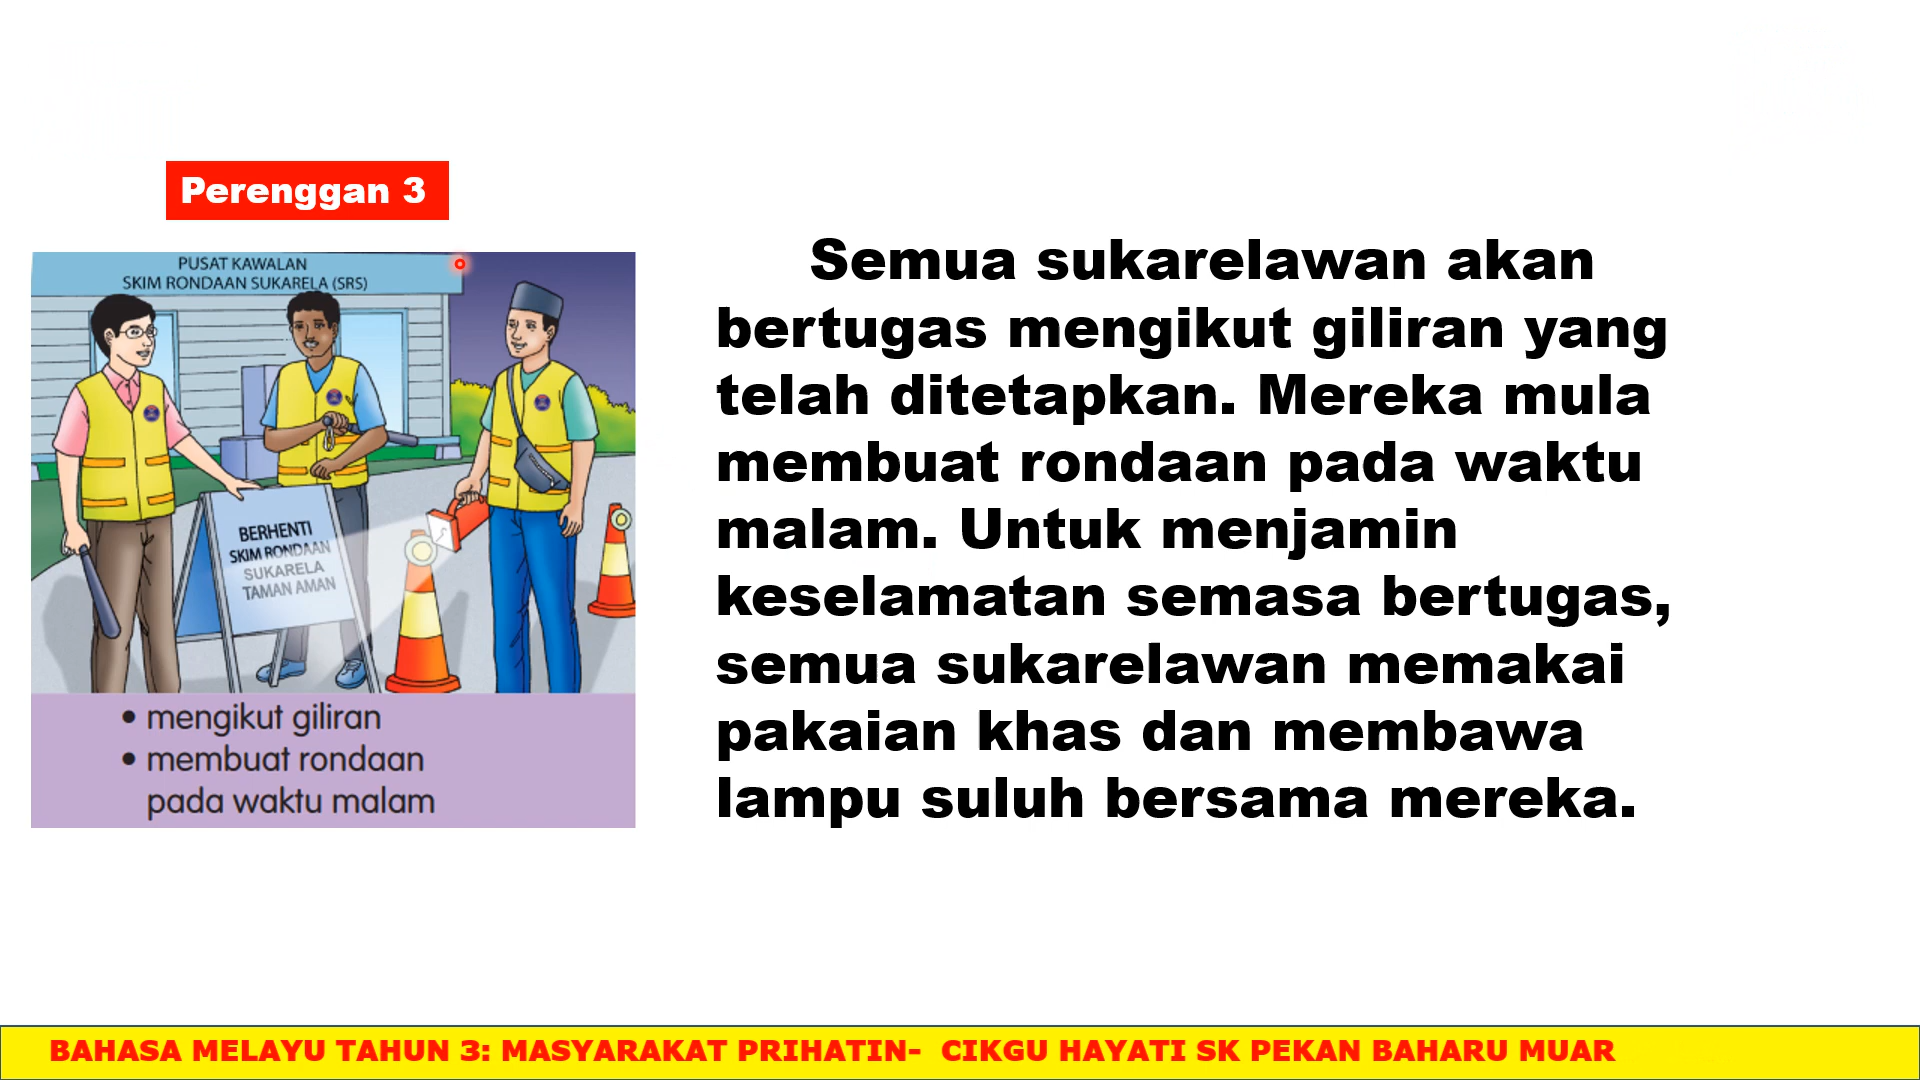 Perenggan 3
PUSAT KAWALAN
SKIM RONDAAN SUKARELA (SRS)
BERHENTI
SKIM RONDAAN
SUKARELA
TAMAN AMAN
• mengikut giliran
• membuat rondaan
pada waktu malam
Semua sukarelawan akan
bertugas mengikut giliran yang
telah ditetapkan. Mereka mula
membuat rondaan pada waktu
malam. Untuk menjamin
keselamatan semasa bertugas,
semua sukarelawan memakai
pakaian khas dan membawa
lampu suluh bersama mereka.
BAHASA MELAYU TAHUN 3: MASYARAKAT PRIHATIN- CIKGU HAYATI SK PEKAN BAHARU MUAR